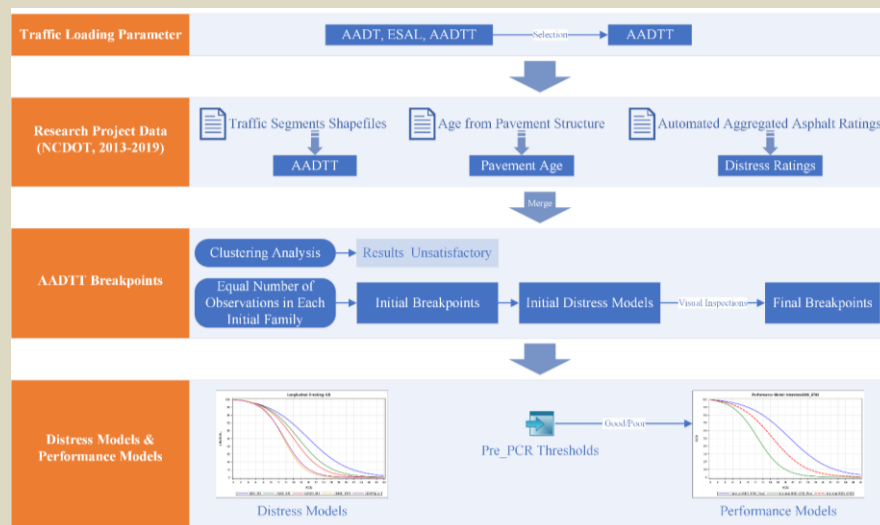 Traffic Loading Parameter
AADT, ESAL, AADTT
Selection
AADTT
Research Project Data
(NCDOT, 2013-2019)
Traffic Segments Shapefiles
Age from Pavement Structure
Automated Aggregated Asphalt Ratings
AADTT
Pavement Age
Distress Ratings
Merge
AADTT Breakpoints
Clustering Analysis
Results Unsatisfactory
Equal Number of
Observations in Each
Initial Family
Initial Breakpoints
Initial Distress Models
Visual Inspections
Final Breakpoints
Distress Models &
Performance Models
Good/Poor
Pre_PCR Thresholds
Distress Models
Performance Models